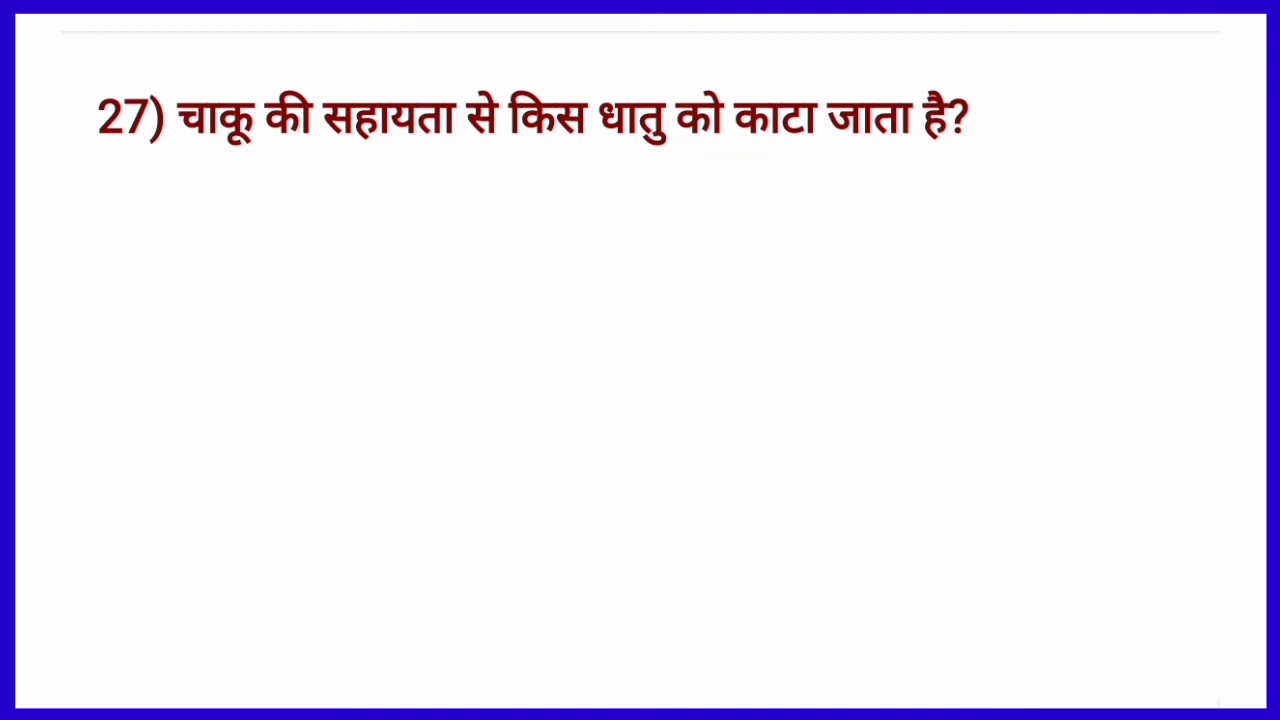 27) चाकू की सहायता से किस धातु को काटा जाता है?